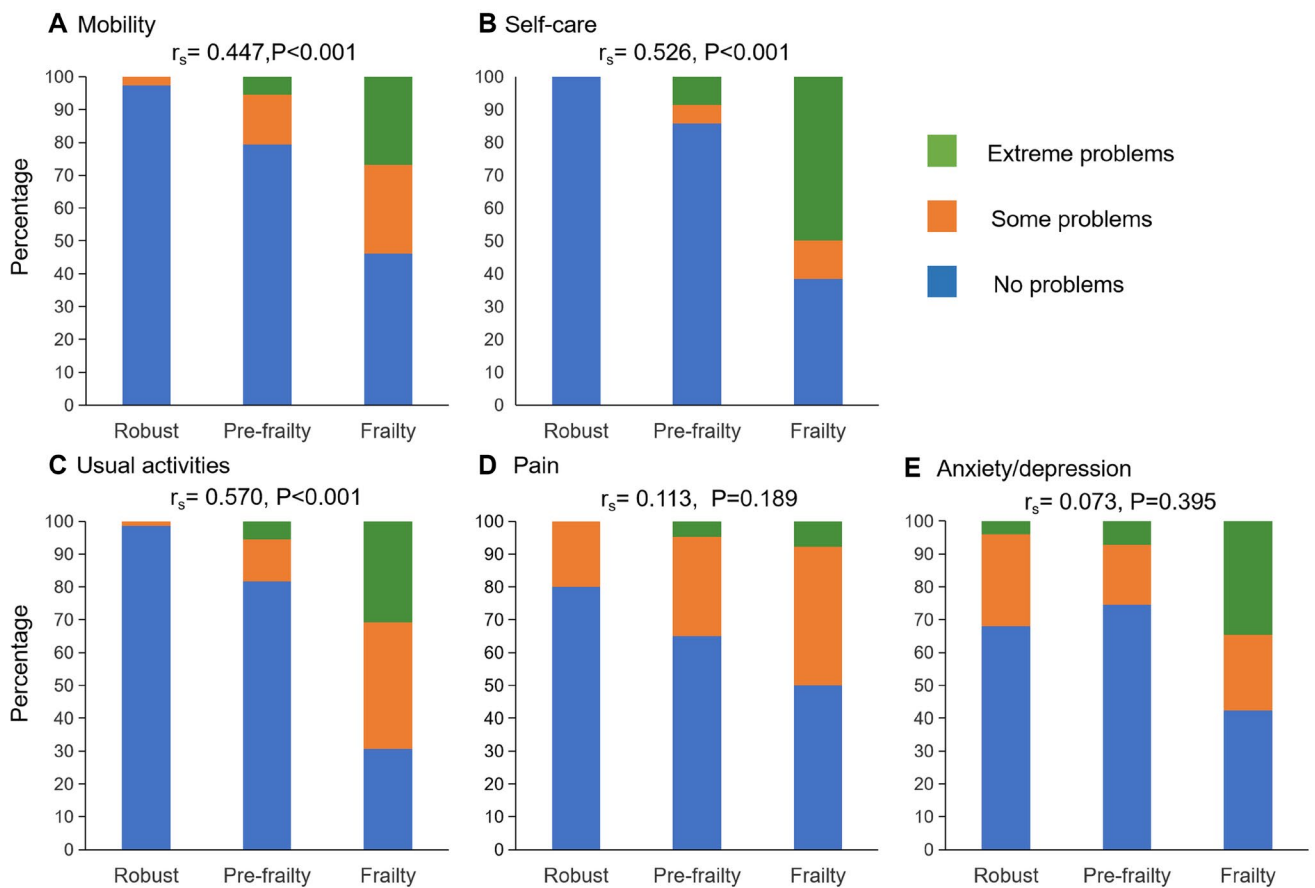 A Mobility
rs= 0.447,P<0.001
100
90
80
70
60
50
40
30
20
10
0
Percentage
Robust Pre-frailty Frailty
B Self-care
rs= 0.526, P<0.001
100
90
80
70
60
50
40
30
20
10
0
Robust Pre-frailty Frailty
Extreme problems
Some problems
No problems
C Usual activities
rs= 0.570, P<0.001
100
90
80
70
60
50
40
30
20
10
0
Percentage
Robust Pre-frailty Frailty
D Pain
rs= 0.113, P=0.189
100
90
80
70
60
50
40
30
20
10
0
Robust Pre-frailty Frailty
E Anxiety/depression
rs= 0.073, P=0.395
100
90
80
70
60
50
40
30
20
10
0
Robust Pre-frailty Frailty